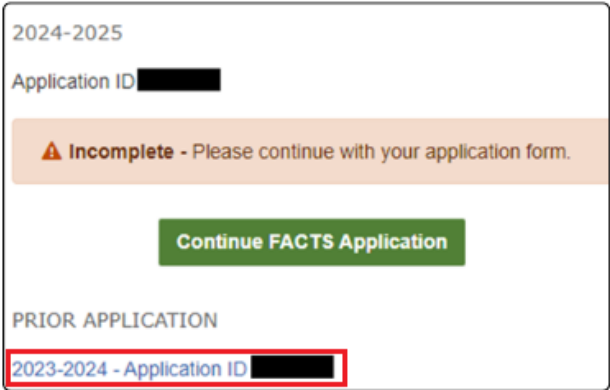 2024-2025
Application ID
Incomplete - Please continue with your application form.
Continue FACTS Application
PRIOR APPLICATION
2023-2024 - Application ID